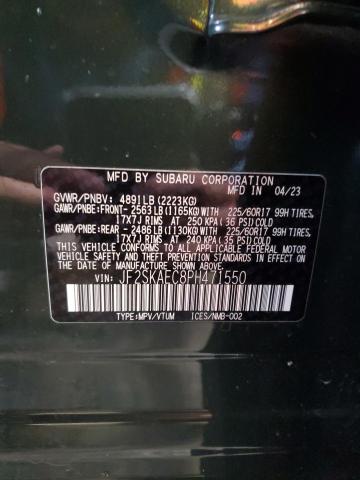 MFD BY SUBARU CORPORATION
MFD IN 04/23
GVWR/PNBV : 4891LB (2223KG)
GAWR/PNBE:FRONT- 2563 LB(1165KG)WITH 225/60R17 99H TIRES,
17X7J RIMS AT 250 KPA (36 PSI)COLD
GAWR/PNBE:REAR - 2486 LB(1130KG)WITH 225/60R17 99H TIRES,
17X7J RIMS AT 240 KPA (35 PSI)COLD
THIS VEHICLE CONFORMS TO ALL APPLICABLE FEDERAL MOTOR
VEHICLE SAFETY, BUMPER, AND THEFT PREVENTION STANDARDS
IN EFFECT ON THE DATE OF MANUFACTURE SHOWN ABOVE.
VIN: JF2SKAEC8PH471550
TYPE:MPV/VTUM ICES/NMB-002